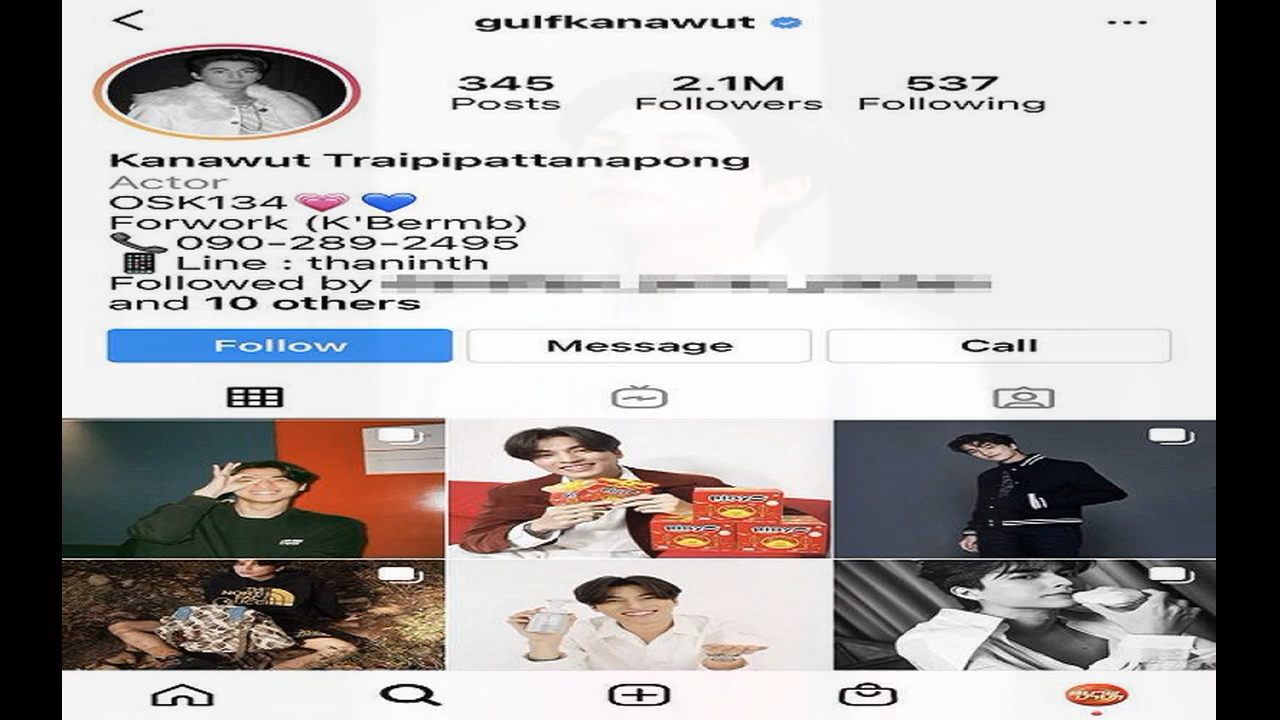 gulfkanawut
345 2.1M 537
Posts Followers Following
Kanawut Traipipattanapong
Actor
OSK134
Forwork (K'Bermb)
090-289-2495
Line : thaninth
Followed by
and 10 others
Follow Message Call